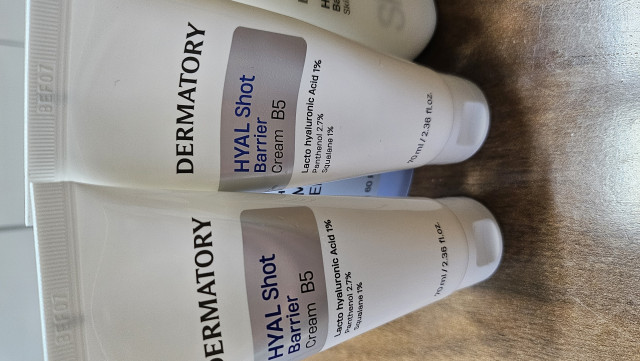 DERMATORY
HYAL Shot
Barrier
Cream B5
Lacto hyaluronic Acid 1%
Panthenol 2.7%
Squalane 1%
70 ml / 2.36 fl.oz.
DERMATORY
HYAL Shot
Barrier
Cream B5
Lacto hyaluronic Acid 1%
Panthenol 2.7%
Squalane 1%
70 ml / 2.36 fl.oz.